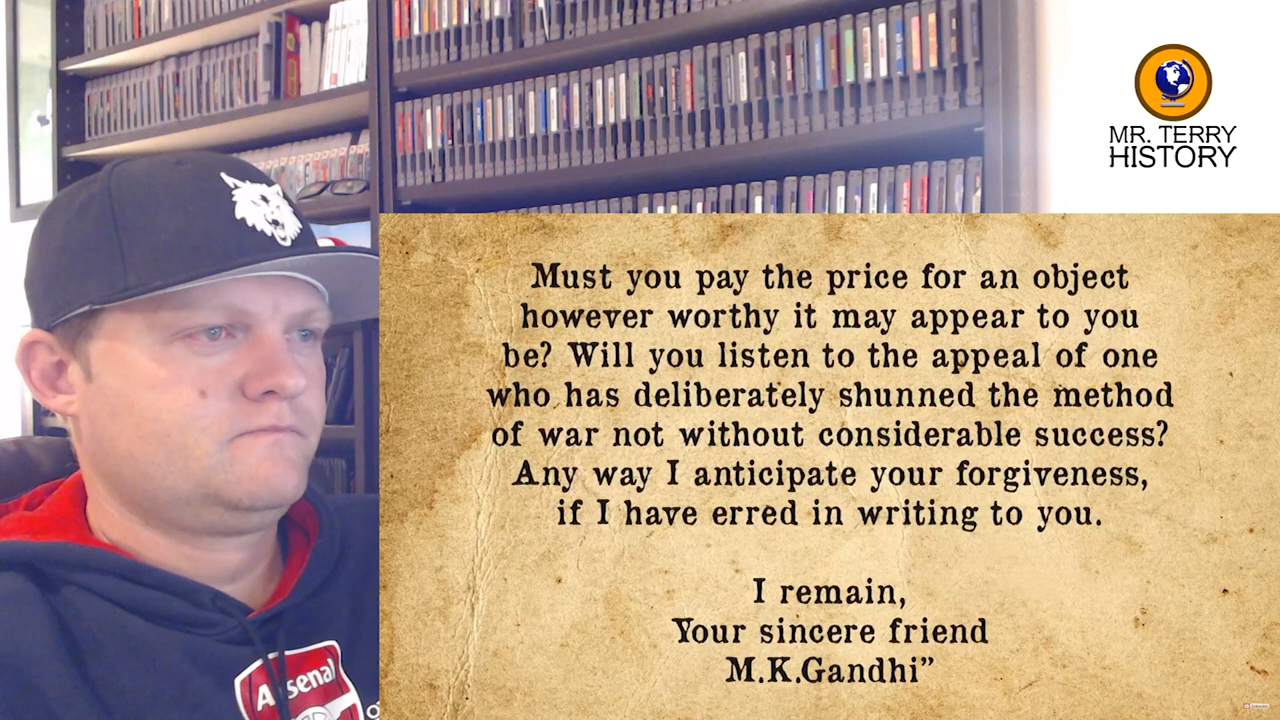 MR. TERRY
HISTORY
Must you pay the price for an object
however worthy it may appear to you
be? Will you listen to the appeal of one
who has deliberately shunned the method
of war not without considerable success?
Any way I anticipate your forgiveness,
if I have erred in writing to you.
I remain,
Your sincere friend
M.K.Gandhi”
Arsenal